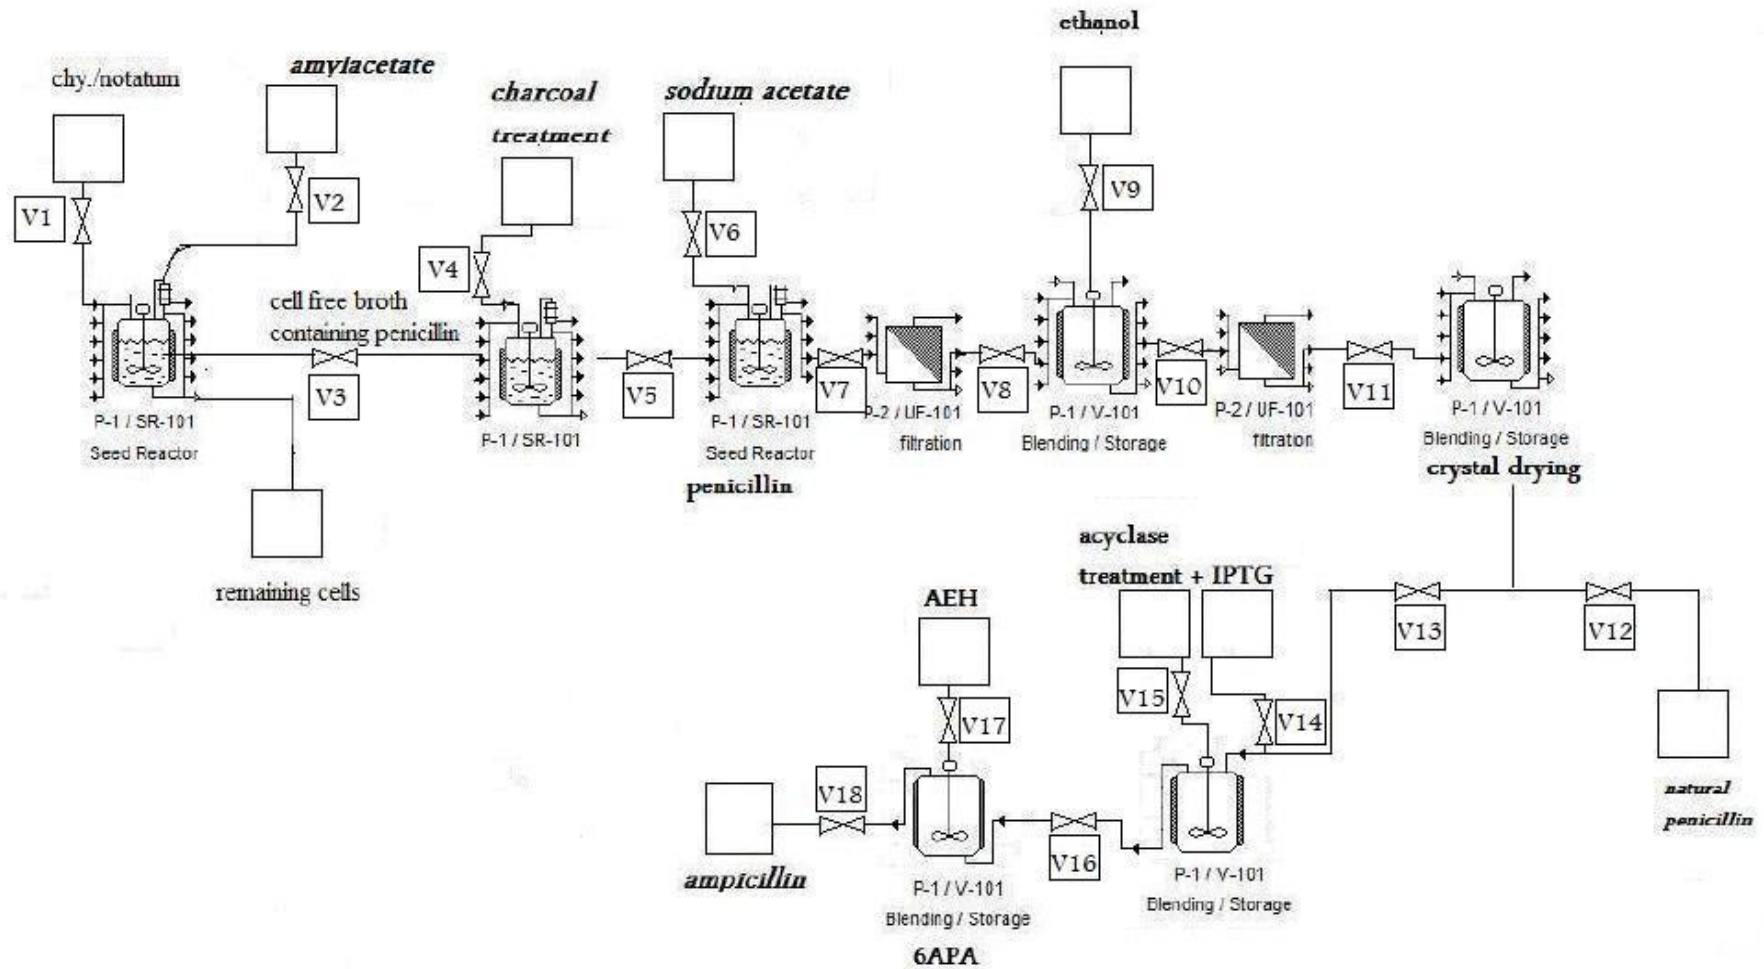 ethanol
chy./notatum
amylacetate
charcoal
treatment
sodium acetate
V1
V2
V4
V6
V9
cell free broth
containing penicillin
V3
V5
V7
V8
V10
V11
P-1 / SR-101
Seed Reactor
P-1 / SR-101
P-1 / SR-101
Seed Reactor
penicillin
P-2 / UF-101
filtration
P-1 / V-101
Blending / Storage
P-2 / UF-101
filtration
P-1 / V-101
Blending / Storage
crystal drying
remaining cells
acyclase
treatment + IPTG
AEH
V13
V12
V15
V14
V17
V18
V16
natural
penicillin
ampicillin
P-1 / V-101
Blending / Storage
P-1 / V-101
Blending / Storage
6APA